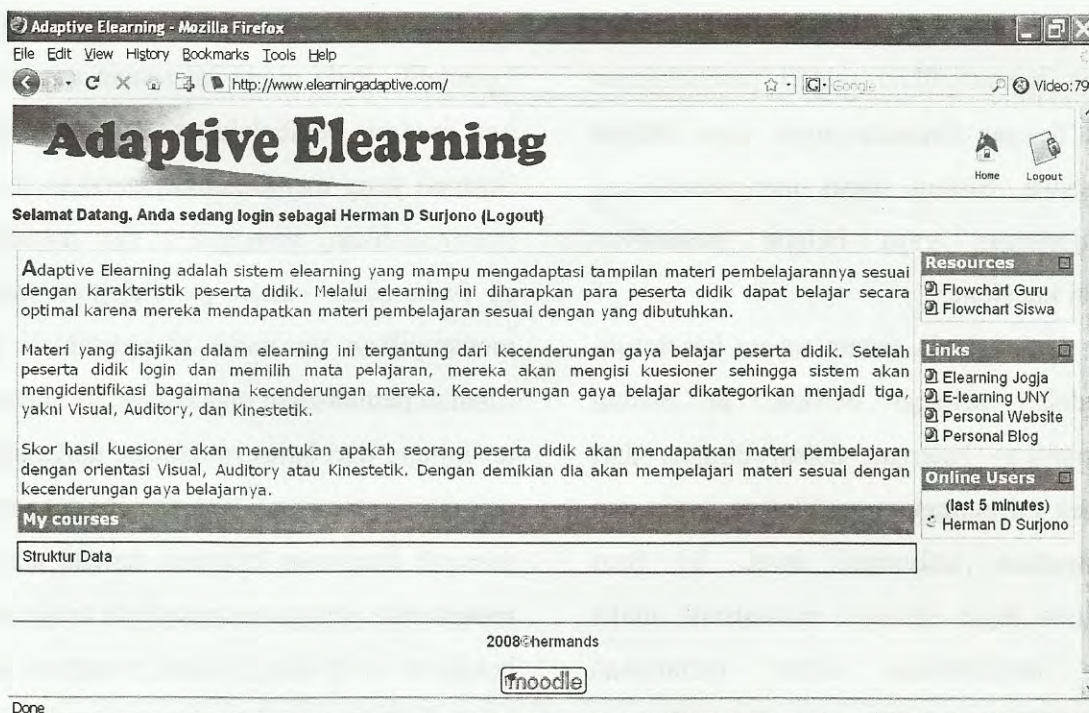 Adaptive Elearning - Mozilla Firefox
File Edit View History Bookmarks Tools Help
http://www.elearningadaptive.com/ Google Video:79
Adaptive Elearning
Home Logout
Selamat Datang. Anda sedang login sebagai Herman D Surjono (Logout)
Adaptive Elearning adalah sistem elearning yang mampu mengadaptasi tampilan materi pembelajarannya sesuai
dengan karakteristik peserta didik. Melalui elearning ini diharapkan para peserta didik dapat belajar secara
optimal karena mereka mendapatkan materi pembelajaran sesuai dengan yang dibutuhkan.
Materi yang disajikan dalam elearning ini tergantung dari kecenderungan gaya belajar peserta didik. Setelah
peserta didik login dan memilih mata pelajaran, mereka akan mengisi kuesioner sehingga sistem akan
mengidentifikasi bagaimana kecenderungan mereka. Kecenderungan gaya belajar dikategorikan menjadi tiga,
yakni Visual, Auditory, dan Kinestetik.
Skor hasil kuesioner akan menentukan apakah seorang peserta didik akan mendapatkan materi pembelajaran
dengan orientasi Visual, Auditory atau Kinestetik. Dengan demikian dia akan mempelajari materi sesuai dengan
kecenderungan gaya belajarnya.
My courses
Struktur Data
Resources
Flowchart Guru
Flowchart Siswa
Links
Elearning Jogja
E-learning UNY
Personal Website
Personal Blog
Online Users
(last 5 minutes)
Herman D Surjono
2008©hermands
moodle
Done